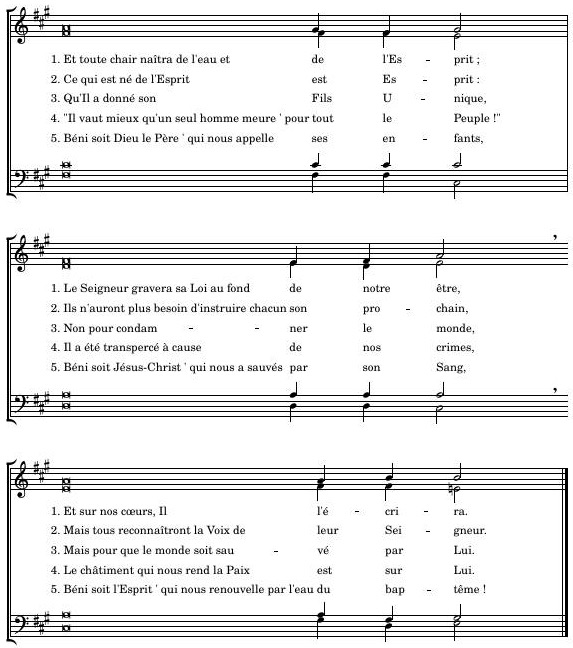 1. Et toute chair naîtra de l'eau et de l'Es - prit ;
2. Ce qui est né de l'Esprit est Es - prit :
3. Qu'Il a donné son Fils U - nique,
4. "Il vaut mieux qu'un seul homme meure ' pour tout le Peuple !"
5. Béni soit Dieu le Père ' qui nous appelle ses en - fants,
1. Le Seigneur gravera sa Loi au fond de notre être,
2. Ils n'auront plus besoin d'instruire chacun son pro - chain,
3. Non pour condam - - ner le monde,
4. Il a été transpercé à cause de nos crimes,
5. Béni soit Jésus-Christ ' qui nous a sauvés par son Sang,
1. Et sur nos cœurs, Il l'é - cri - ra.
2. Mais tous reconnaîtront la Voix de leur Sei - gneur.
3. Mais pour que le monde soit sau - vé par Lui.
4. Le châtiment qui nous rend la Paix est sur Lui.
5. Béni soit l'Esprit ' qui nous renouvelle par l'eau du bap - tême !